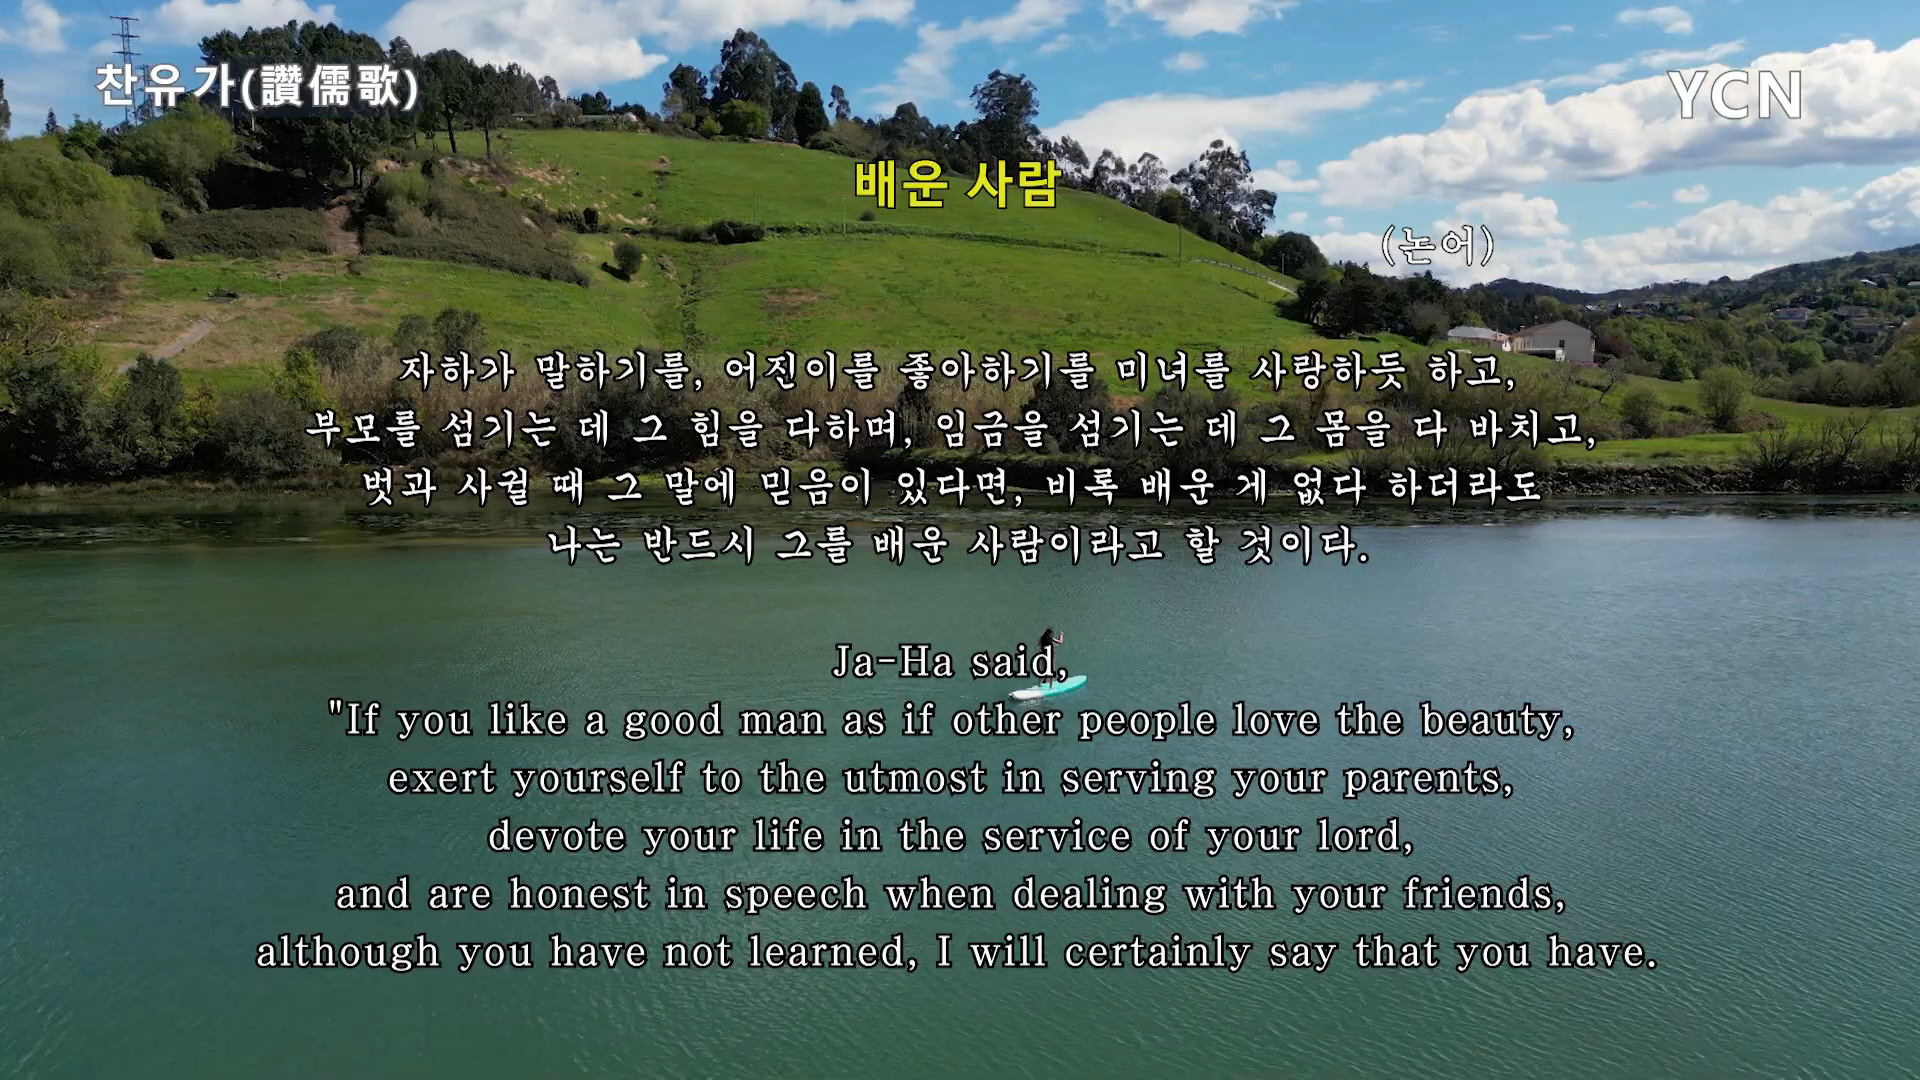 찬유가(讚儒歌)
YCN
배운 사람
(논어)
자하가 말하기를, 어진이를 좋아하기를 미녀를 사랑하듯 하고,
부모를 섬기는 데 그 힘을 다하며, 임금을 섬기는 데 그 몸을 다 바치고,
벗과 사귈 때 그 말에 믿음이 있다면, 비록 배운 게 없다 하더라도
나는 반드시 그를 배운 사람이라고 할 것이다.
Ja-Ha said,
"If you like a good man as if other people love the beauty,
exert yourself to the utmost in serving your parents,
devote your life in the service of your lord,
and are honest in speech when dealing with your friends,
although you have not learned, I will certainly say that you have.